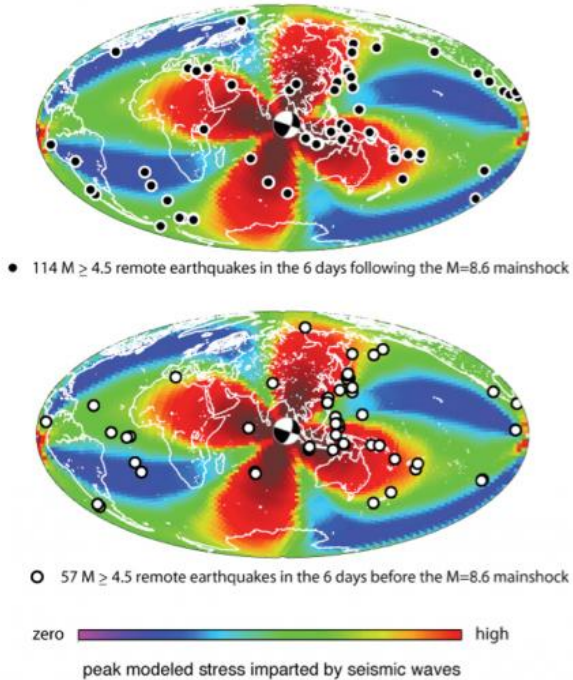 114 M ≥ 4.5 remote earthquakes in the 6 days following the M=8.6 mainshock
57 M ≥ 4.5 remote earthquakes in the 6 days before the M=8.6 mainshock
zero high
peak modeled stress imparted by seismic waves